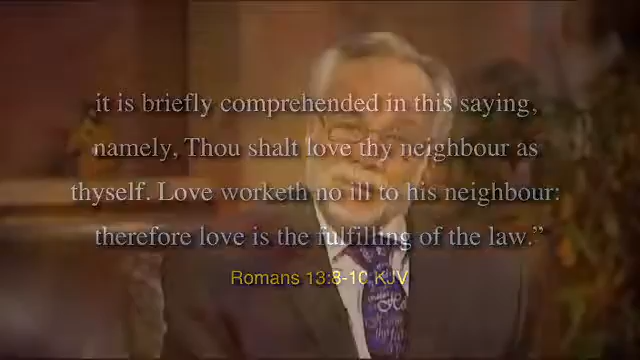 it is briefly comprehended in this saying,
namely, Thou shalt love thy neighbour as
thyself. Love worketh no ill to his neighbour:
therefore love is the fulfilling of the law.”
Romans 13:8-10 KJV